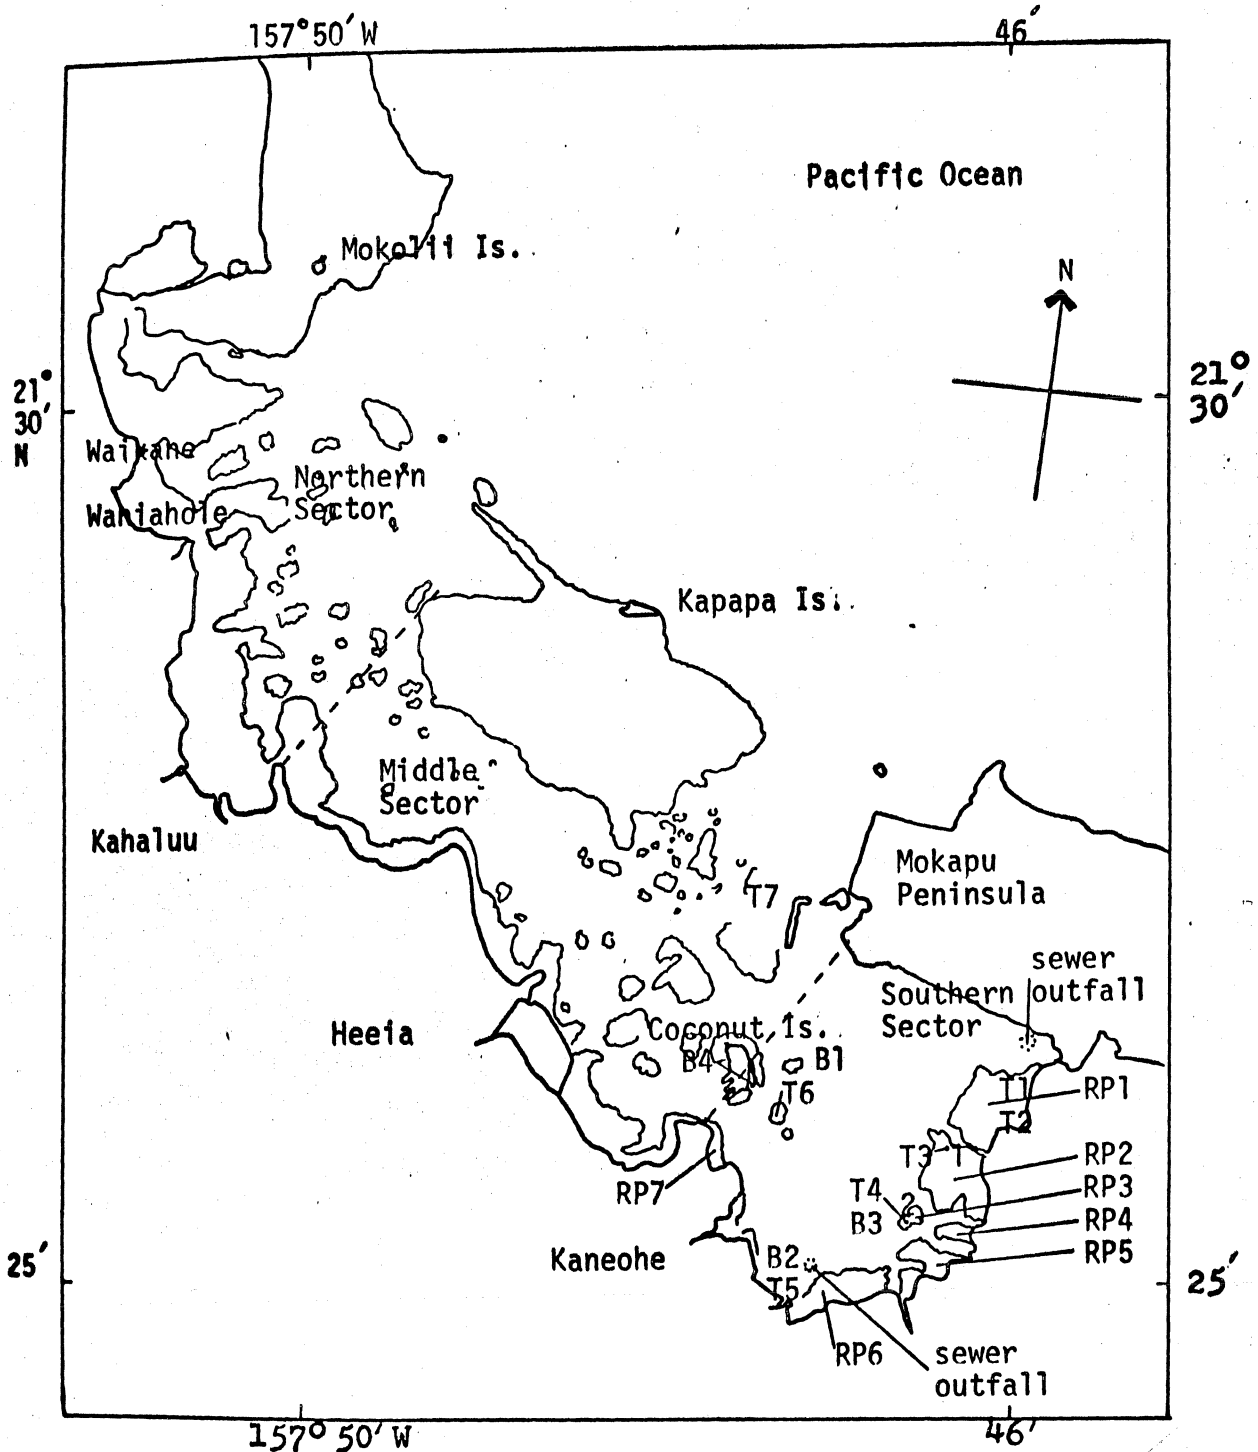 157°50′W
46′
Pacific Ocean
Mokolii Is.
N
21°
30′
N
21°
30′
Waikane
Northern
Sector
Wahiahole
Kapapa Is.
Middle
Sector
Kahaluu
Mokapu
Peninsula
T7
sewer
outfall
Southern
Sector
Heeia
Coconut Is.
B4
B1
T6
T1
RP1
T2
T3
1
RP2
RP7
T4
2
RP3
B3
RP4
Kaneohe
B2
RP5
T5
25′
25′
RP6
sewer
outfall
157°50′W
46′